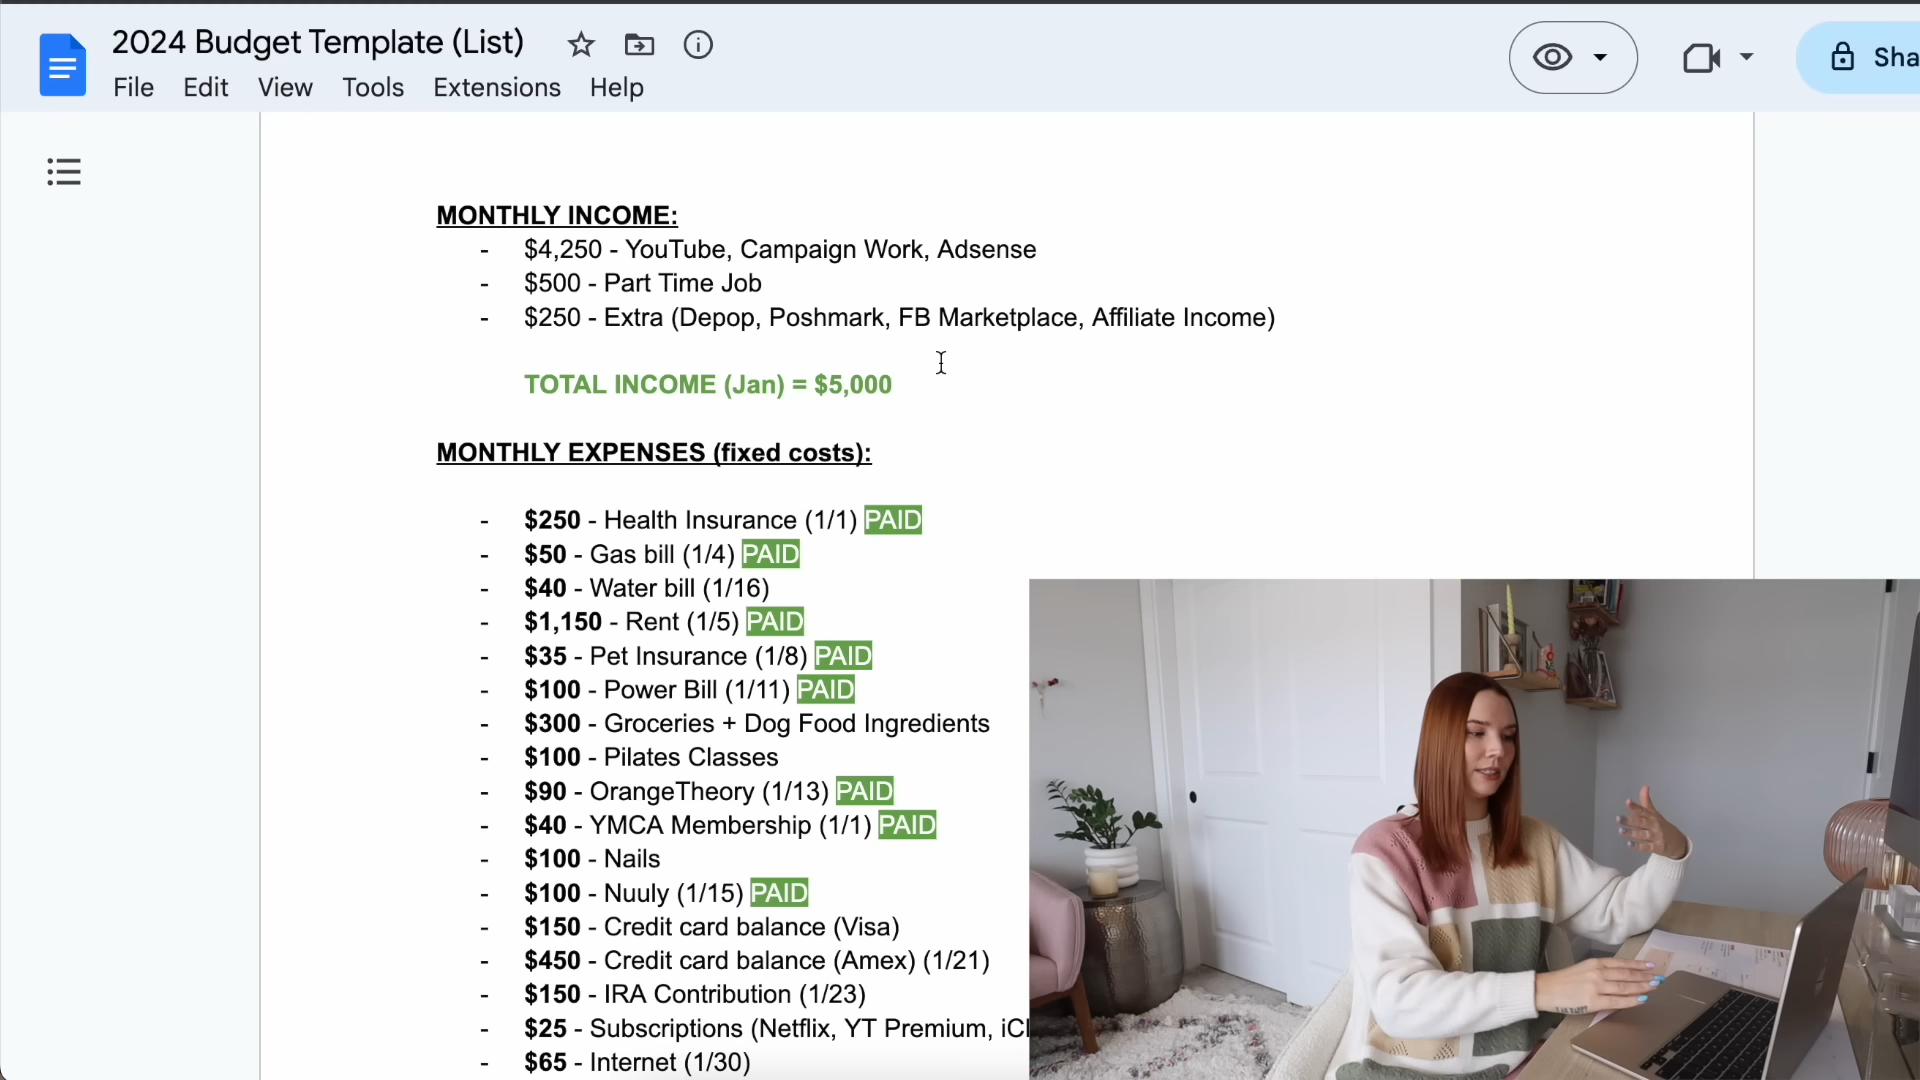 2024 Budget Template (List)
Sha
File Edit View Tools Extensions Help
MONTHLY INCOME:
- $4,250 - YouTube, Campaign Work, Adsense
- $500 - Part Time Job
- $250 - Extra (Depop, Poshmark, FB Marketplace, Affiliate Income)
TOTAL INCOME (Jan) = $5,000
MONTHLY EXPENSES (fixed costs):
- $250 - Health Insurance (1/1) PAID
- $50 - Gas bill (1/4) PAID
- $40 - Water bill (1/16)
- $1,150 - Rent (1/5) PAID
- $35 - Pet Insurance (1/8) PAID
- $100 - Power Bill (1/11) PAID
- $300 - Groceries + Dog Food Ingredients
- $100 - Pilates Classes
- $90 - OrangeTheory (1/13) PAID
- $40 - YMCA Membership (1/1) PAID
- $100 - Nails
- $100 - Nuuly (1/15) PAID
- $150 - Credit card balance (Visa)
- $450 - Credit card balance (Amex) (1/21)
- $150 - IRA Contribution (1/23)
- $25 - Subscriptions (Netflix, YT Premium, iCl
- $65 - Internet (1/30)